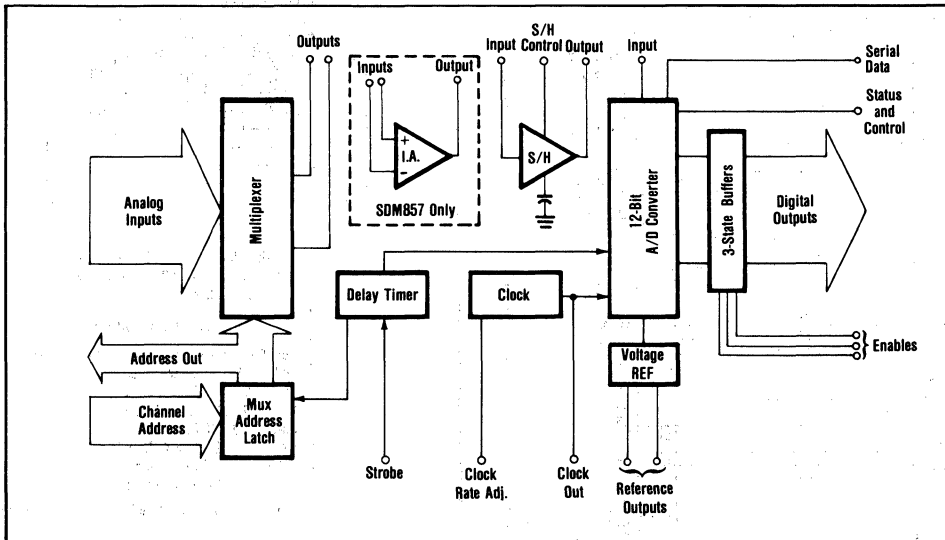 Outputs
Inputs
Output
+
I.A.
−
SDM857 Only
S/H
Input Control Output
S/H
Input
Serial
Data
Status
and
Control
Analog
Inputs
Multiplexer
12-Bit
A/D Converter
3-State Buffers
Digital
Outputs
Delay Timer
Clock
Voltage
REF
Enables
Address Out
Channel
Address
Mux
Address
Latch
Strobe
Clock
Rate Adj.
Clock
Out
Reference
Outputs